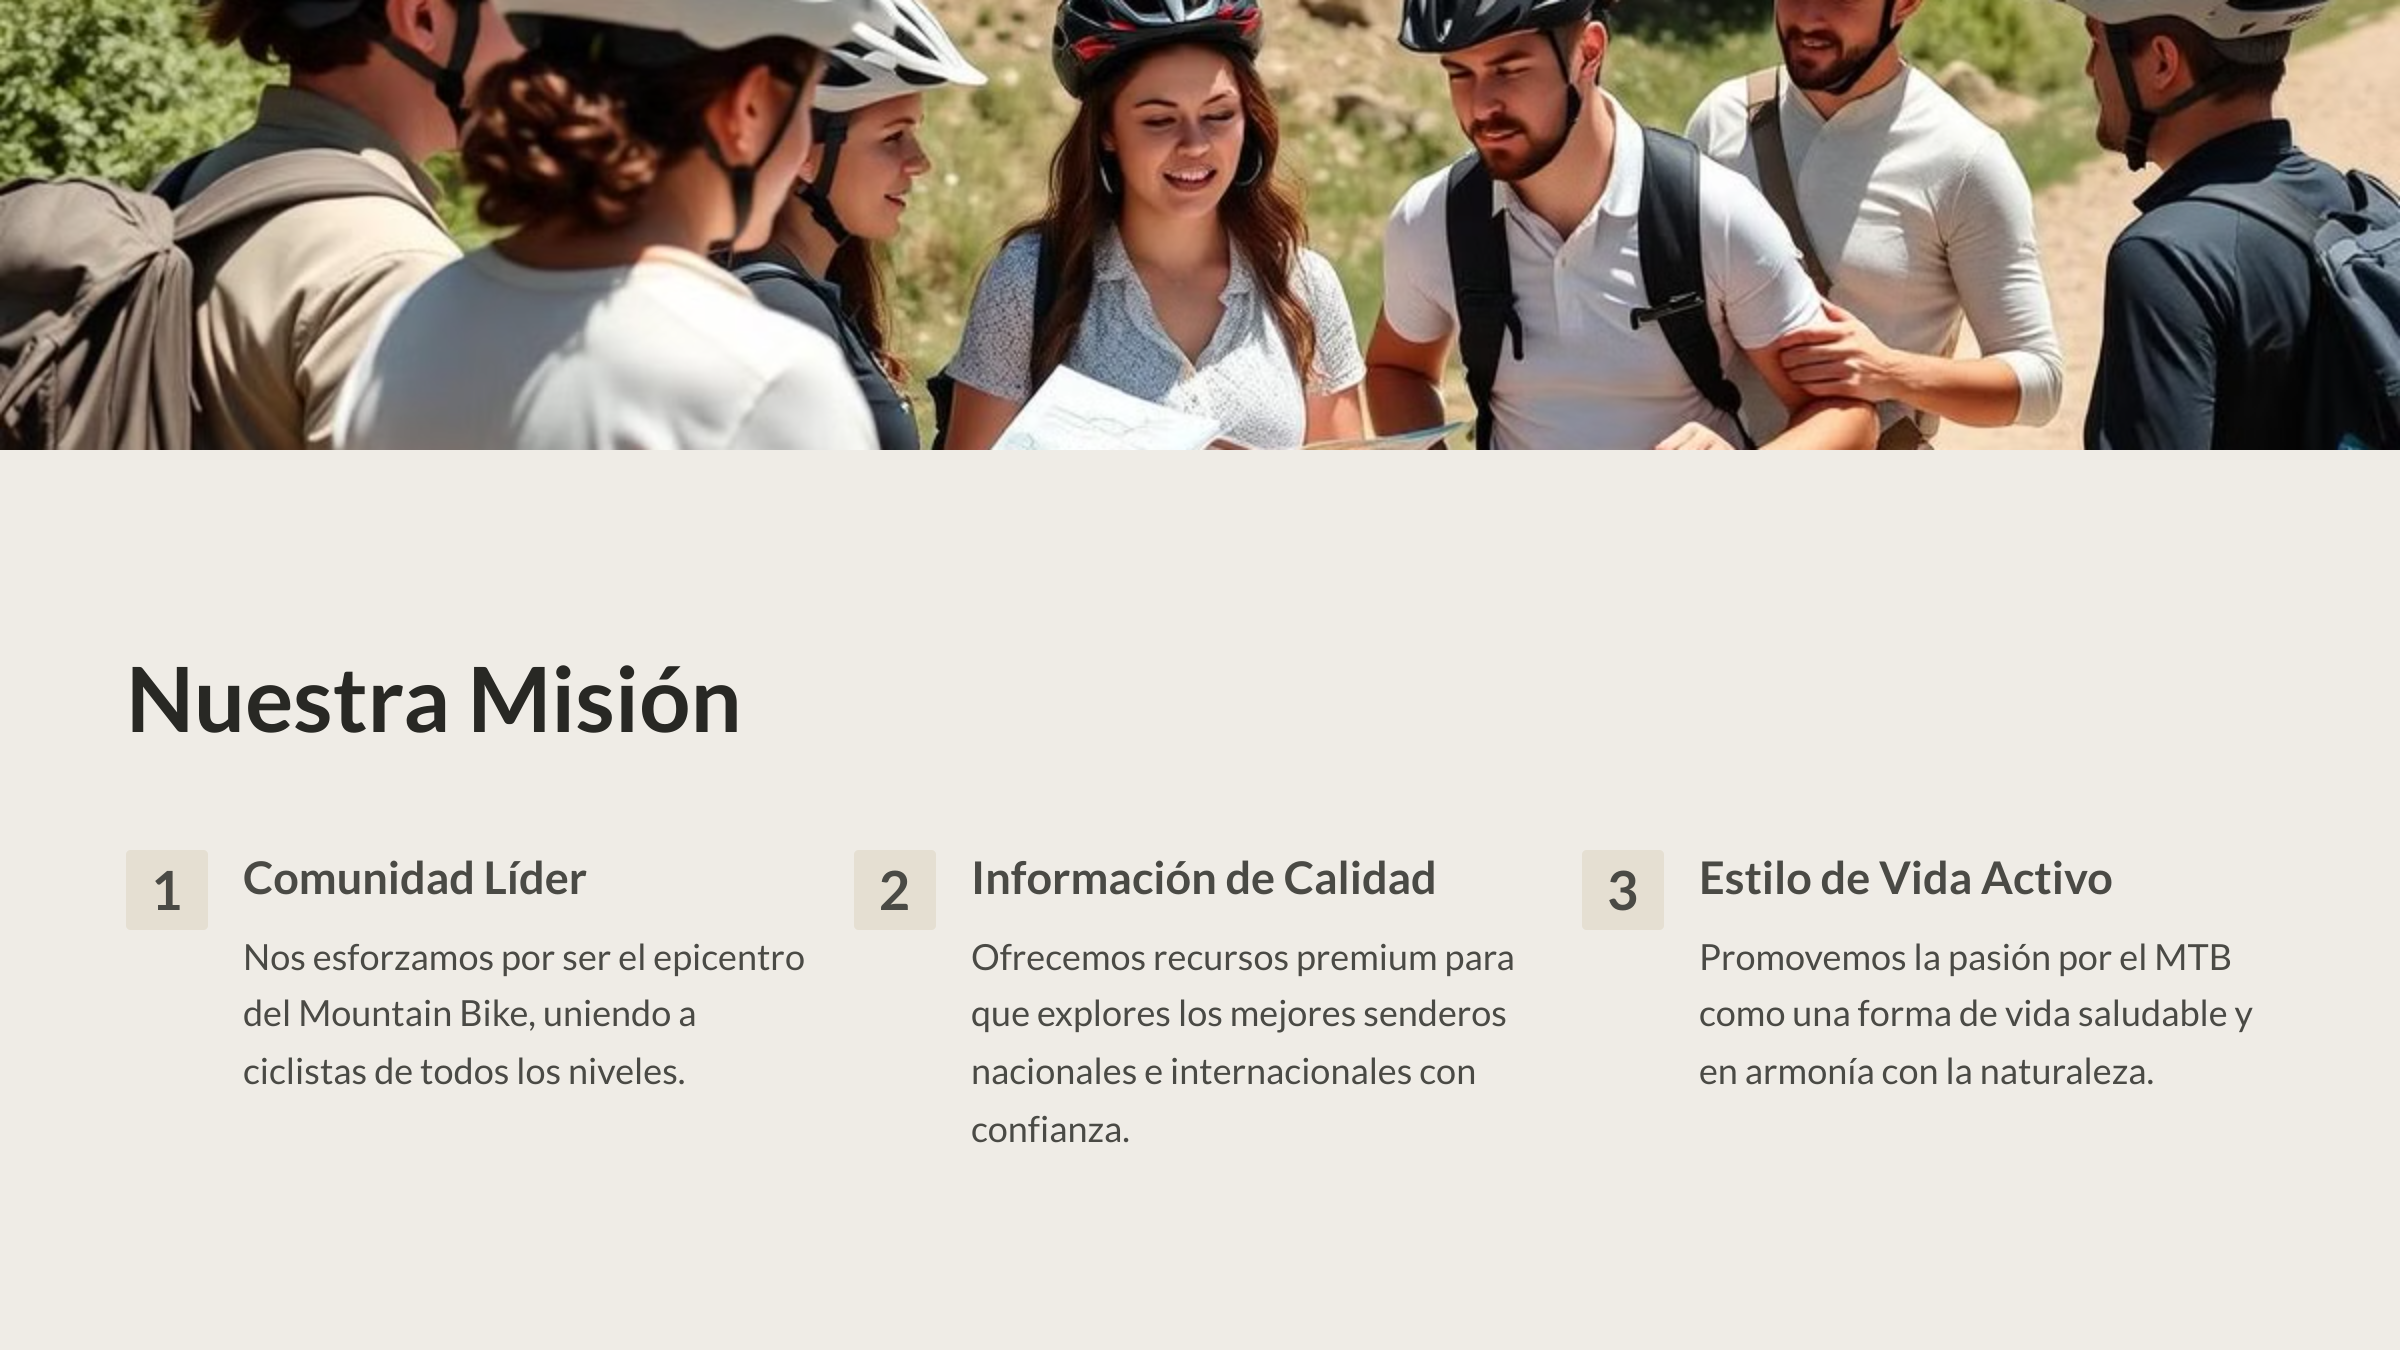 Nuestra Misión
1
Comunidad Líder
Nos esforzamos por ser el epicentro
del Mountain Bike, uniendo a
ciclistas de todos los niveles.
2
Información de Calidad
Ofrecemos recursos premium para
que explores los mejores senderos
nacionales e internacionales con
confianza.
3
Estilo de Vida Activo
Promovemos la pasión por el MTB
como una forma de vida saludable y
en armonía con la naturaleza.